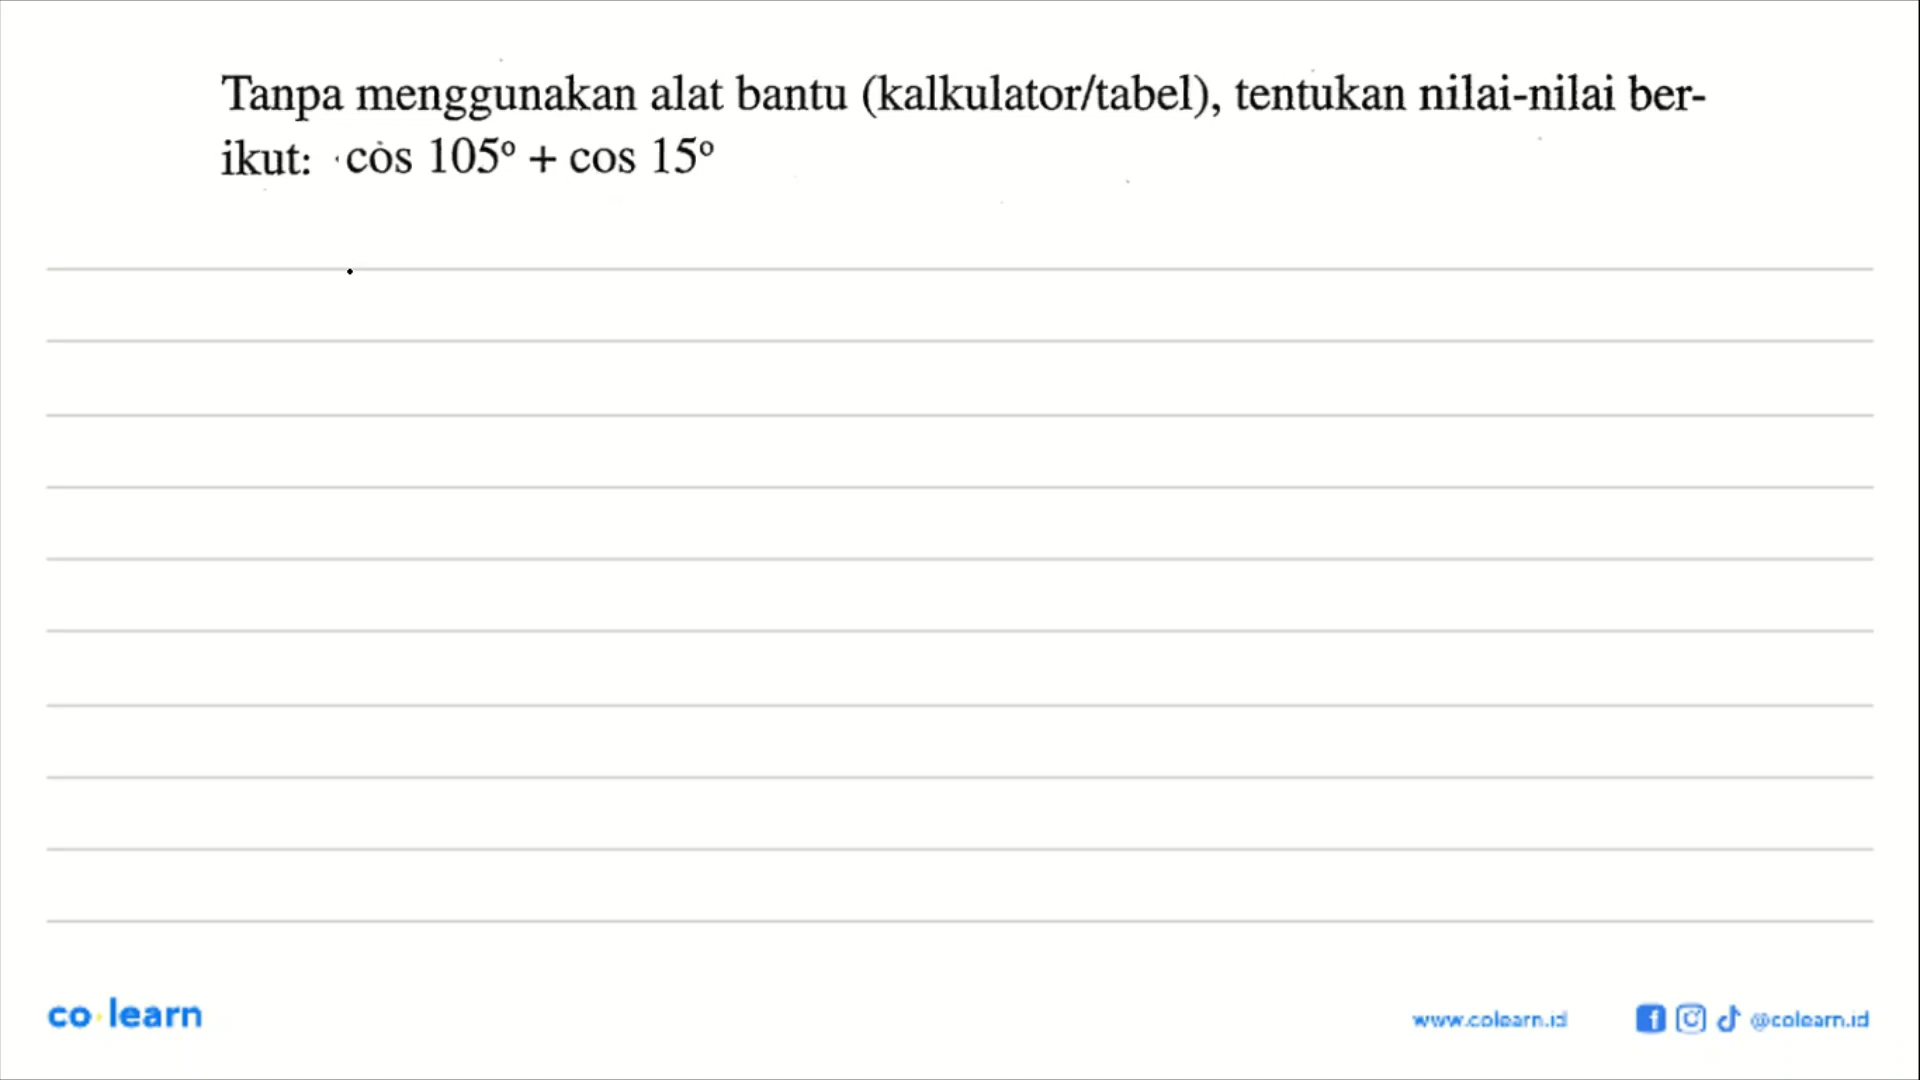 Tanpa menggunakan alat bantu (kalkulator/tabel), tentukan nilai-nilai ber-
ikut: cos 105° + cos 15°
co learn
www.colearn.id @colearn.id